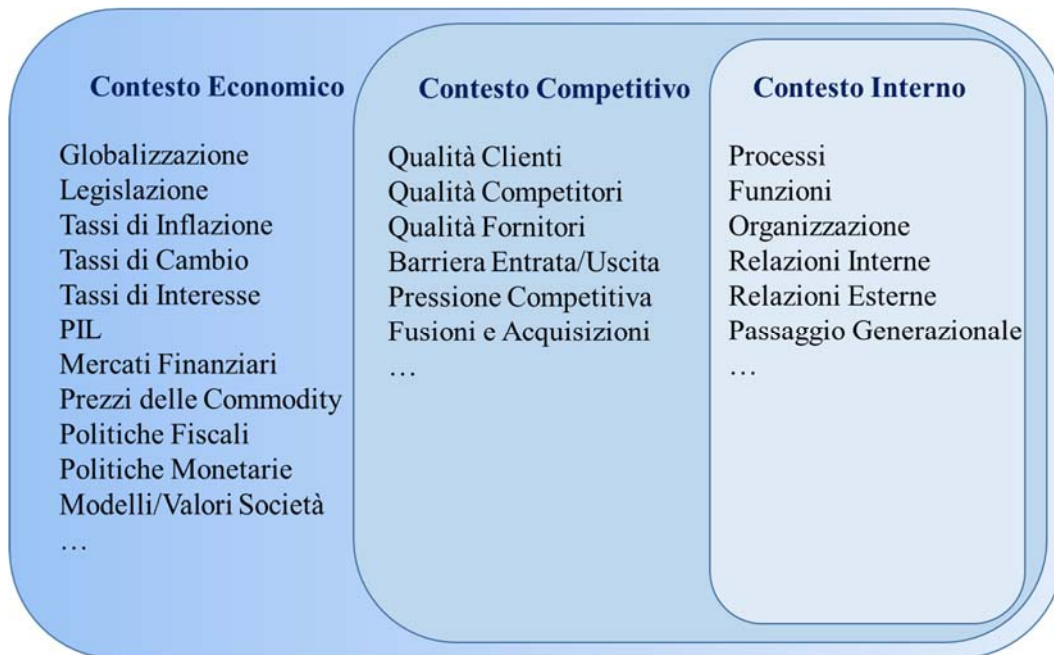 Contesto Economico
Globalizzazione
Legislazione
Tassi di Inflazione
Tassi di Cambio
Tassi di Interesse
PIL
Mercati Finanziari
Prezzi delle Commodity
Politiche Fiscali
Politiche Monetarie
Modelli/Valori Società
…
Contesto Competitivo
Qualità Clienti
Qualità Competitori
Qualità Fornitori
Barriera Entrata/Uscita
Pressione Competitiva
Fusioni e Acquisizioni
…
Contesto Interno
Processi
Funzioni
Organizzazione
Relazioni Interne
Relazioni Esterne
Passaggio Generazionale
…